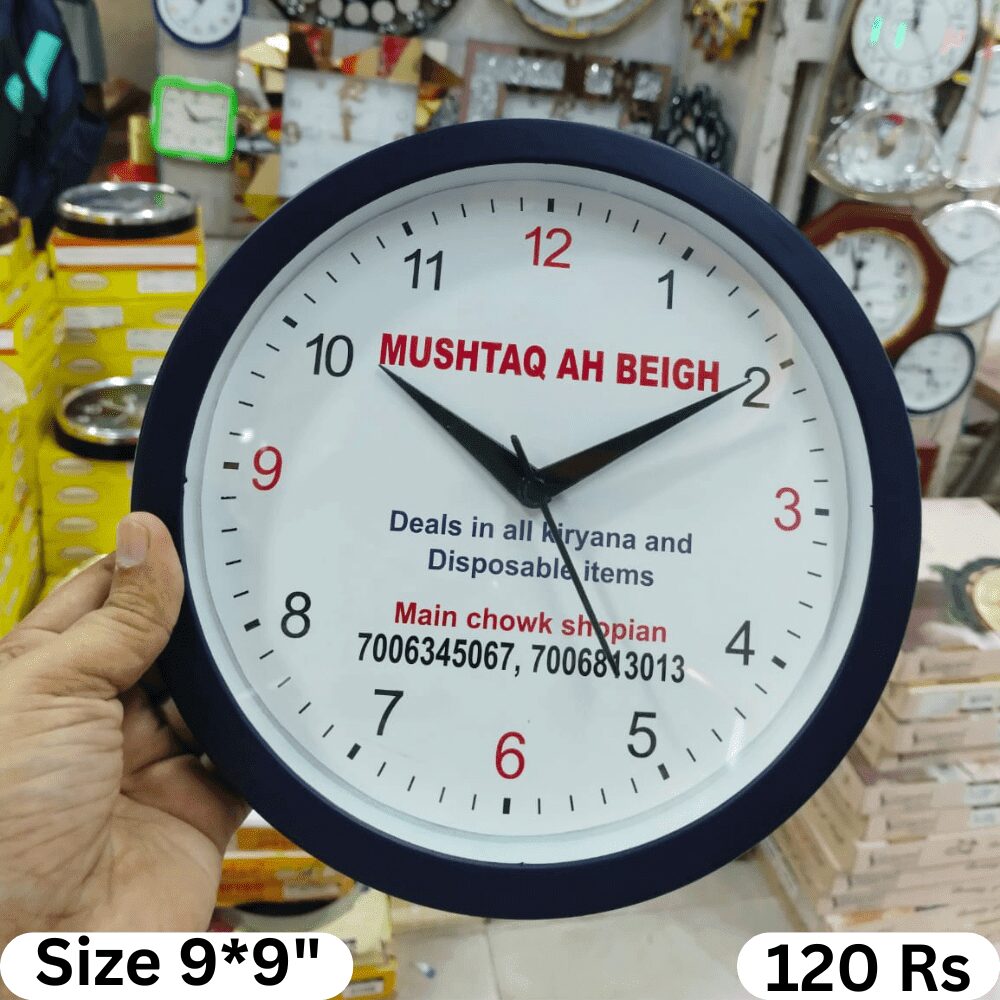 12
11
1
10
MUSHTAQ AH BEIGH
2
9
3
Deals in all kiryana and
Disposable items
Main chowk shopian
7006345067, 7006813013
8
4
7
5
6
Size 9*9"
120 Rs